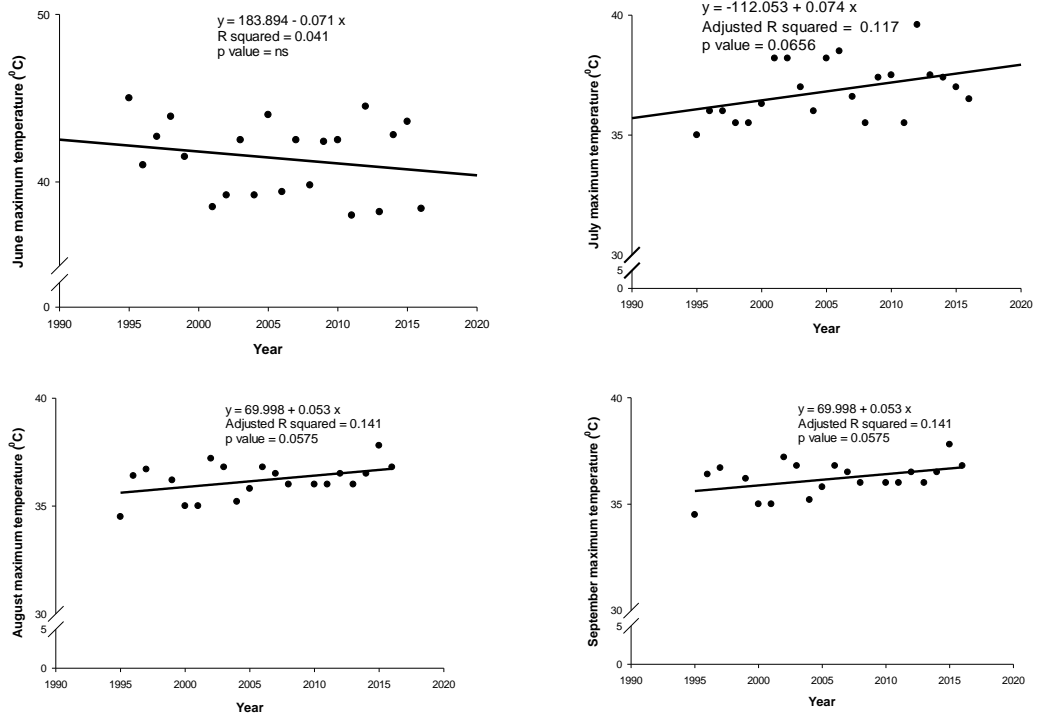 y = 183.894 - 0.071 x
R squared = 0.041
p value = ns
June maximum temperature (⁰C)
50
40
0
1990 1995 2000 2005 2010 2015 2020
Year
y = -112.053 + 0.074 x
Adjusted R squared = 0.117
p value = 0.0656
July maximum temperature (⁰C)
40
35
30
5
0
1990 1995 2000 2005 2010 2015 2020
Year
y = 69.998 + 0.053 x
Adjusted R squared = 0.141
p value = 0.0575
August maximum temperature (⁰C)
40
35
30
5
0
1990 1995 2000 2005 2010 2015 2020
Year
y = 69.998 + 0.053 x
Adjusted R squared = 0.141
p value = 0.0575
September maximum temperature (⁰C)
40
35
30
5
0
1990 1995 2000 2005 2010 2015 2020
Year